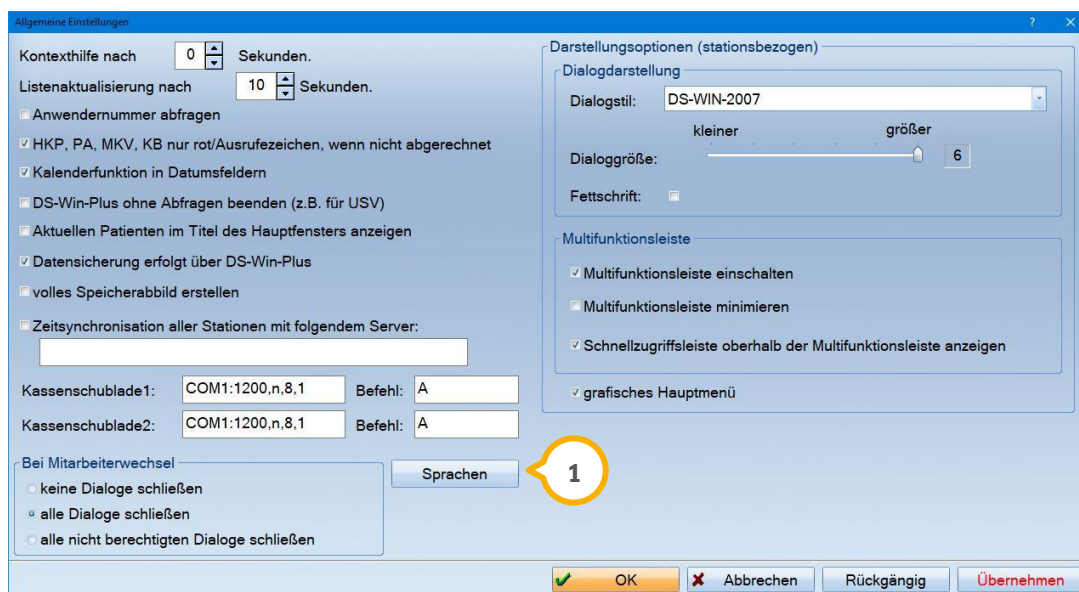 Allgemeine Einstellungen
Kontexthilfe nach 0 Sekunden.
Listenaktualisierung nach 10 Sekunden.
Anwendernummer abfragen
HKP, PA, MKV, KB nur rot/Ausrufezeichen, wenn nicht abgerechnet
Kalenderfunktion in Datumsfeldern
DS-Win-Plus ohne Abfragen beenden (z.B. für USV)
Aktuellen Patienten im Titel des Hauptfensters anzeigen
Datensicherung erfolgt über DS-Win-Plus
volles Speicherabbild erstellen
Zeitsynchronisation aller Stationen mit folgendem Server:
Kassenschublade1: COM1:1200,n,8,1 Befehl: A
Kassenschublade2: COM1:1200,n,8,1 Befehl: A
Bei Mitarbeiterwechsel
keine Dialoge schließen
alle Dialoge schließen
alle nicht berechtigten Dialoge schließen
Sprachen
1
Darstellungsoptionen (stationsbezogen)
Dialogdarstellung
Dialogstil: DS-WIN-2007
kleiner größer
Dialoggröße: 6
Fettschrift:
Multifunktionsleiste
Multifunktionsleiste einschalten
Multifunktionsleiste minimieren
Schnellzugriffsleiste oberhalb der Multifunktionsleiste anzeigen
grafisches Hauptmenü
OK Abbrechen Rückgängig Übernehmen